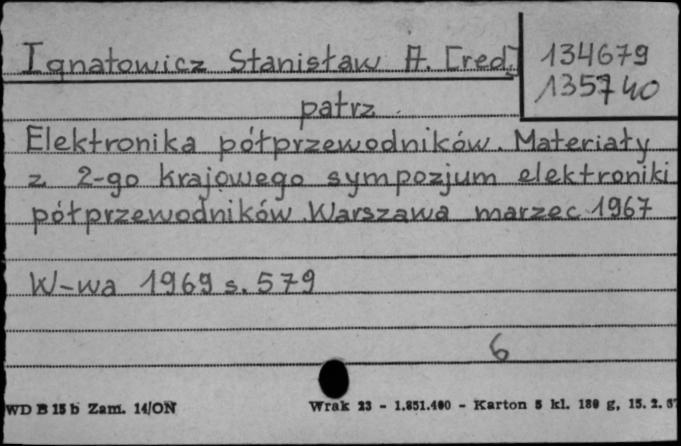 Ignatowicz Stanisław A. [red.]
134679
135740
patrz
Elektronika półprzewodników. Materiały
z 2-go krajowego sympozjum elektroniki
półprzewodników. Warszawa marzec 1967
W-wa 1969 s. 579
6
WD B 15 b Zam. 14/ON
Wrak 23 - 1.851.400 - Karton 5 kl. 180 g, 15. 2. 67